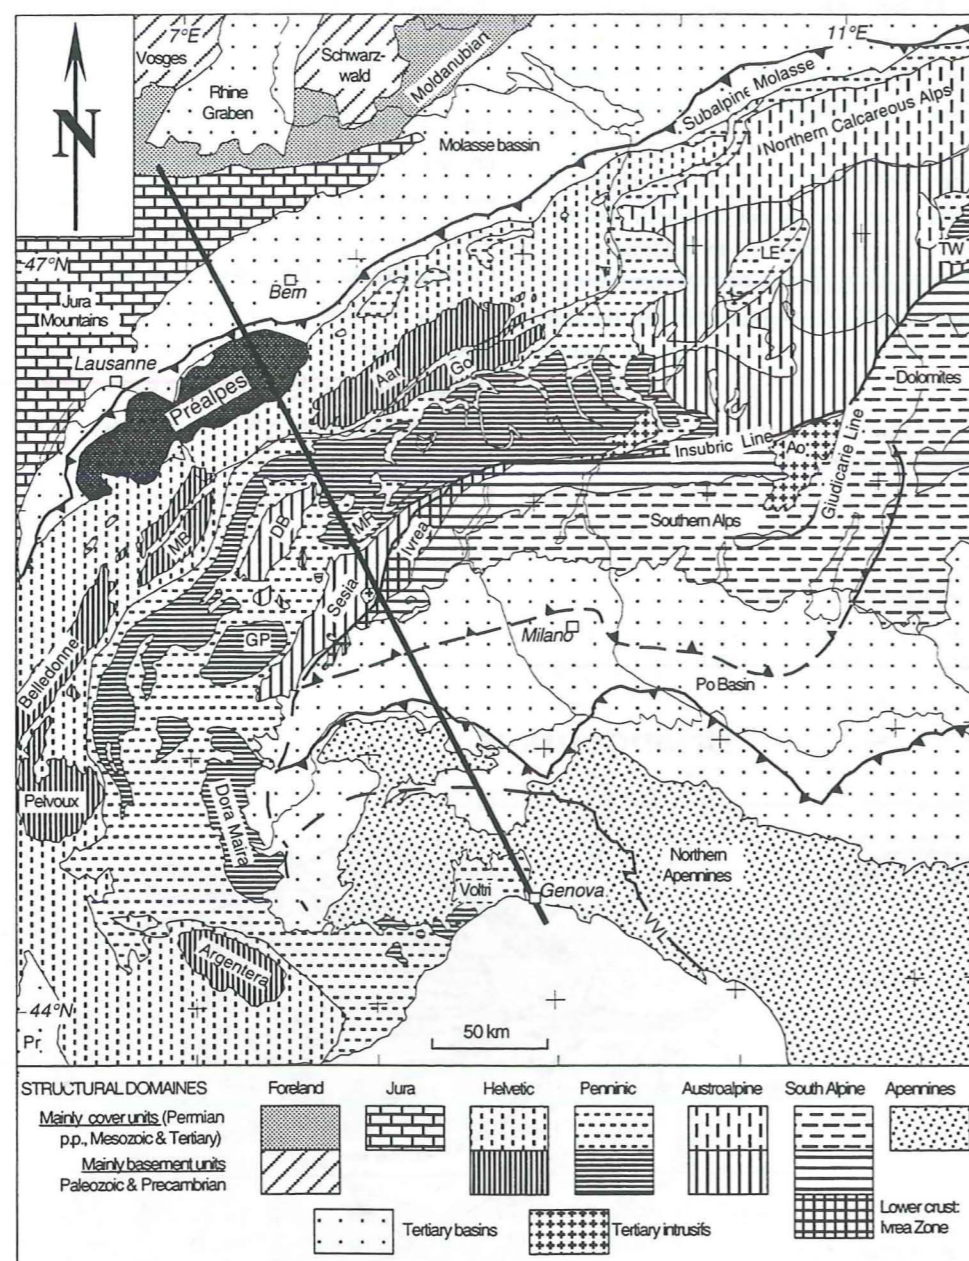 7°E
11°E
Vosges
Schwarz-
wald
Moldanubian
Rhine
Graben
N
Molasse bassin
Subalpine Molasse
Northern Calcareous Alps
47°N
TW
LE
Bern
Jura
Mountains
Lausanne
Préalpes
Aar
Go
Dolomites
Insubric Line
Ao
Giudicarie Line
MB
DB
MR
Ivrea
Southern Alps
Sesia
GP
Milano
Belledonne
Po Basin
Pelvoux
Dora Maira
Northern
Apennines
Voltri
Genova
VVL
Argentera
44°N
Pr.
50 km
STRUCTURAL DOMAINES
Foreland
Jura
Helvetic
Penninic
Austroalpine
South Alpine
Apennines
Mainly cover units (Permian
p.p., Mesozoic & Tertiary)
Mainly basement units
Paleozoic & Precambrian
Lower crust:
Ivrea Zone
Tertiary basins
Tertiary intrusifs